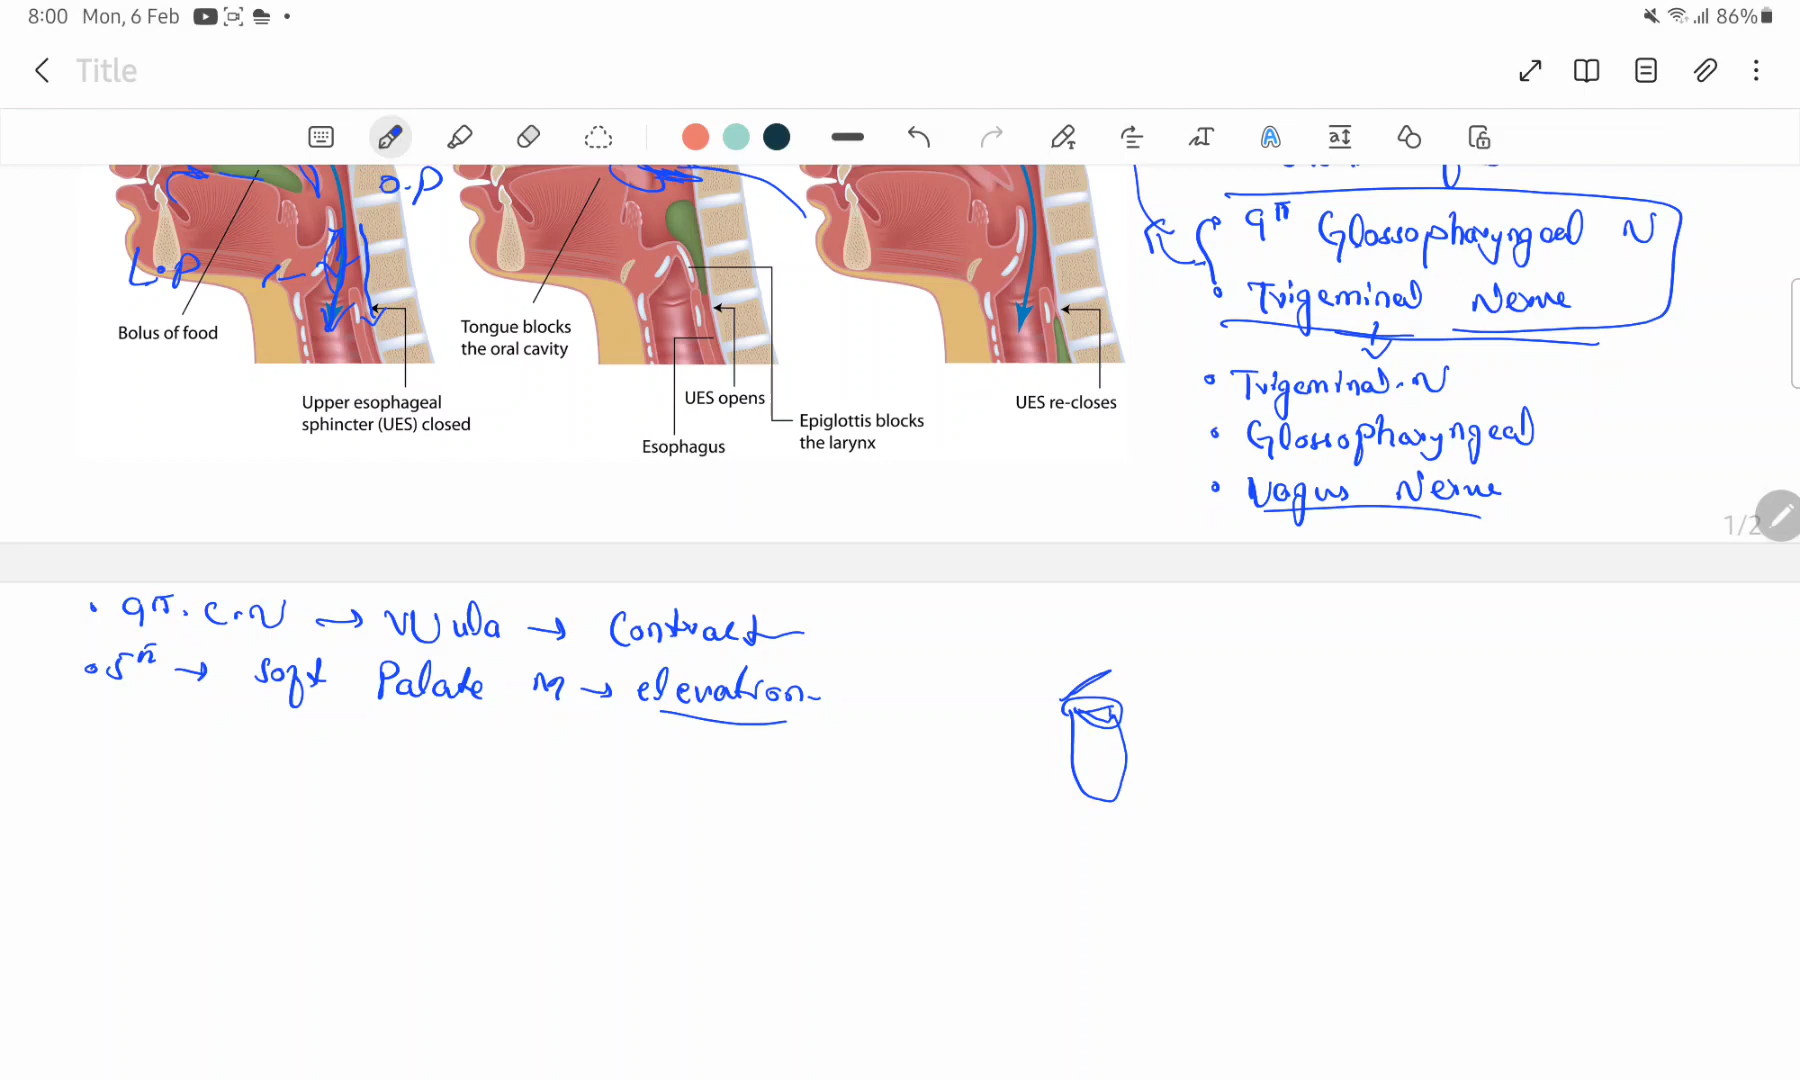 8:00 Mon, 6 Feb
86%
Title
O.P
L.P
Bolus of food
Upper esophageal
sphincter (UES) closed
Tongue blocks
the oral cavity
UES opens
Esophagus
Epiglottis blocks
the larynx
UES re-closes
9th Glossopharyngeal N
• Trigeminal Nerve
• Trigeminal. N
• Glossopharyngeal
• Vagus Nerve
1/2
• 9th. C.N → Uvula → Contract
• 5th → Soft Palate M → elevation